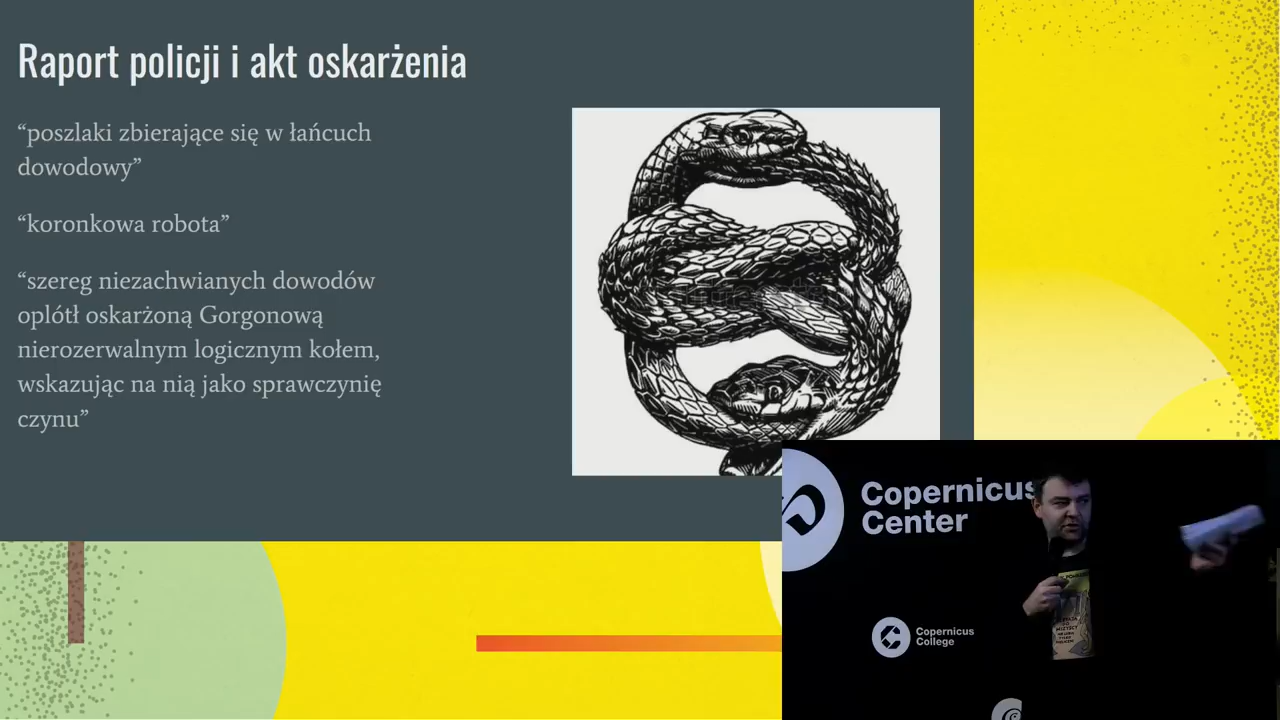 Raport policji i akt oskarżenia
“poszlaki zbierające się w łańcuch
dowodowy”
“koronkowa robota”
“szereg niezachwianych dowodów
oplótł oskarżoną Gorgonową
nierozerwalnym logicznym kołem,
wskazując na nią jako sprawczynię
czynu”
Copernicus
Center
Copernicus
College